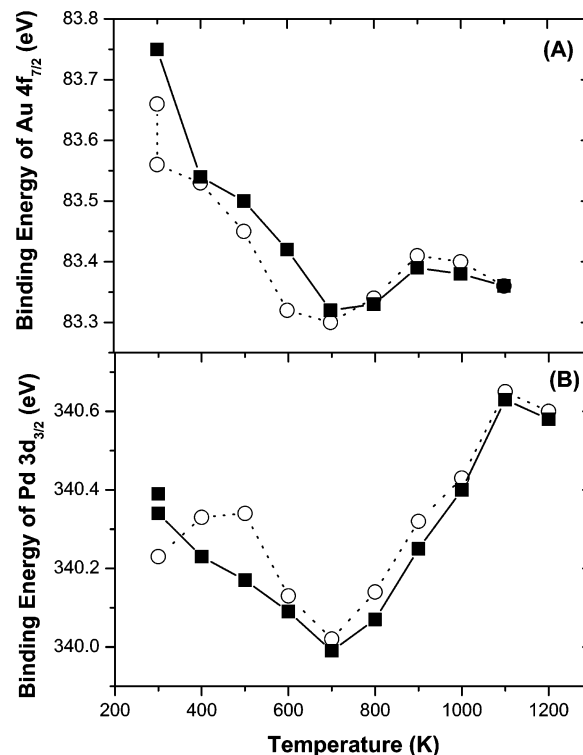 83.8
(A)
83.7
83.6
83.5
83.4
83.3
Binding Energy of Au 4f7/2 (eV)
(B)
340.6
340.4
340.2
340.0
Binding Energy of Pd 3d3/2 (eV)
200 400 600 800 1000 1200
Temperature (K)